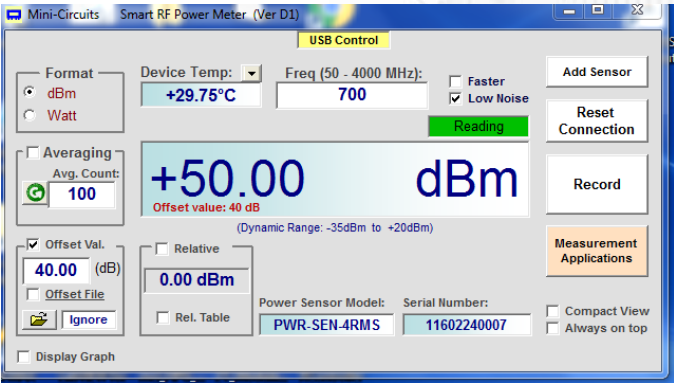 Mini-Circuits Smart RF Power Meter (Ver D1)
USB Control
Format
dBm
Watt
Device Temp:
+29.75°C
Freq (50 - 4000 MHz):
700
Faster
Low Noise
Reading
Add Sensor
Reset
Connection
Averaging
Avg. Count:
100
+50.00 dBm
Offset value: 40 dB
(Dynamic Range: -35dBm to +20dBm)
Record
Measurement
Applications
Offset Val.
40.00 (dB)
Offset File
Ignore
Relative
0.00 dBm
Rel. Table
Power Sensor Model:
PWR-SEN-4RMS
Serial Number:
11602240007
Compact View
Always on top
Display Graph